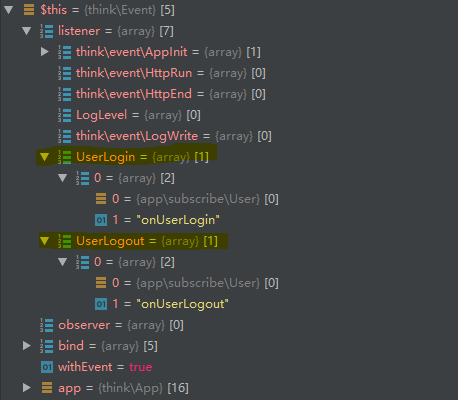 $this = {think\Event} [5]
listener = {array} [7]
think\event\AppInit = {array} [1]
think\event\HttpRun = {array} [0]
think\event\HttpEnd = {array} [0]
LogLevel = {array} [0]
think\event\LogWrite = {array} [0]
UserLogin = {array} [1]
0 = {array} [2]
0 = {app\subscribe\User} [0]
01 1 = "onUserLogin"
UserLogout = {array} [1]
0 = {array} [2]
0 = {app\subscribe\User} [0]
01 1 = "onUserLogout"
observer = {array} [0]
bind = {array} [5]
01 withEvent = true
app = {think\App} [16]